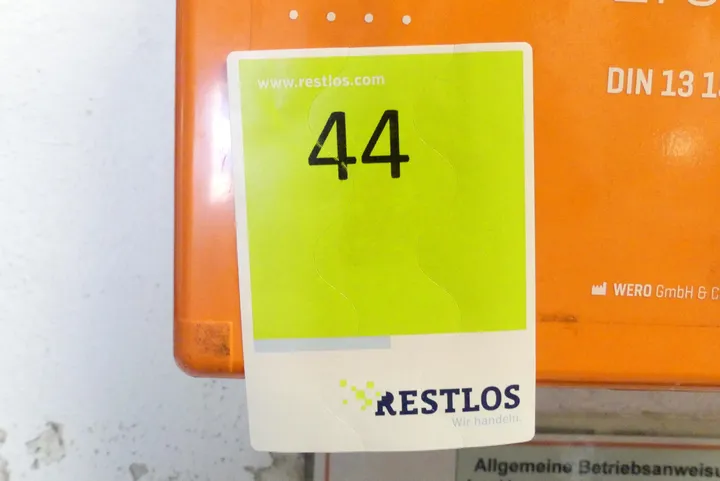 www.restlos.com
44
DIN 13 1
WERO GmbH & C
RESTLOS
Wir handeln.
Allgemeine Betriebsanweisu